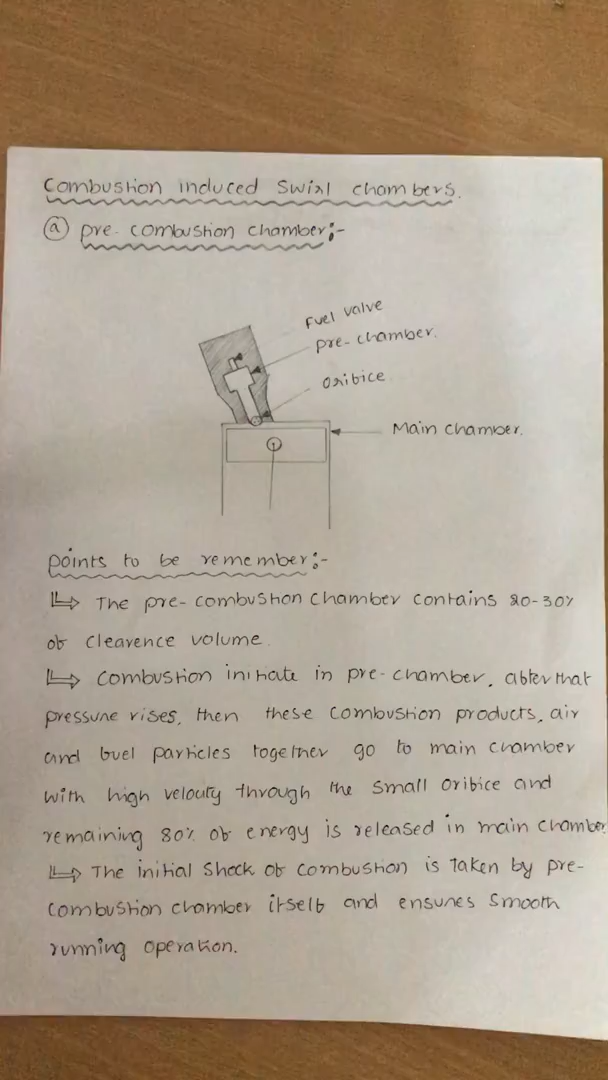 Combustion induced Swirl chambers.
(a) pre-combustion chamber:-
Fuel valve
pre-chamber.
Orifice
Main chamber.
points to be remember:-
↳ The pre-combustion chamber contains 20-30%
of clearence volume.
↳ Combustion initiate in pre-chamber, after that
pressure rises, then these combustion products, air
and fuel particles together go to main chamber
with high velouty through the small orifice and
remaining 80% of energy is released in main chamber
↳ The initial shock of combustion is taken by pre-
combustion chamber itself and ensures smooth
running operation.